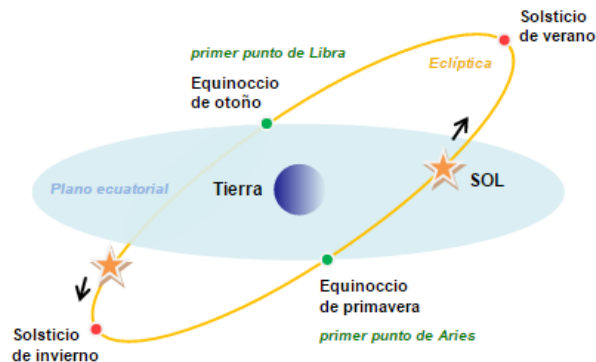 Solsticio
de verano
primer punto de Libra
Eclíptica
Equinoccio
de otoño
Plano ecuatorial
Tierra
SOL
Equinoccio
de primavera
primer punto de Aries
Solsticio
de invierno